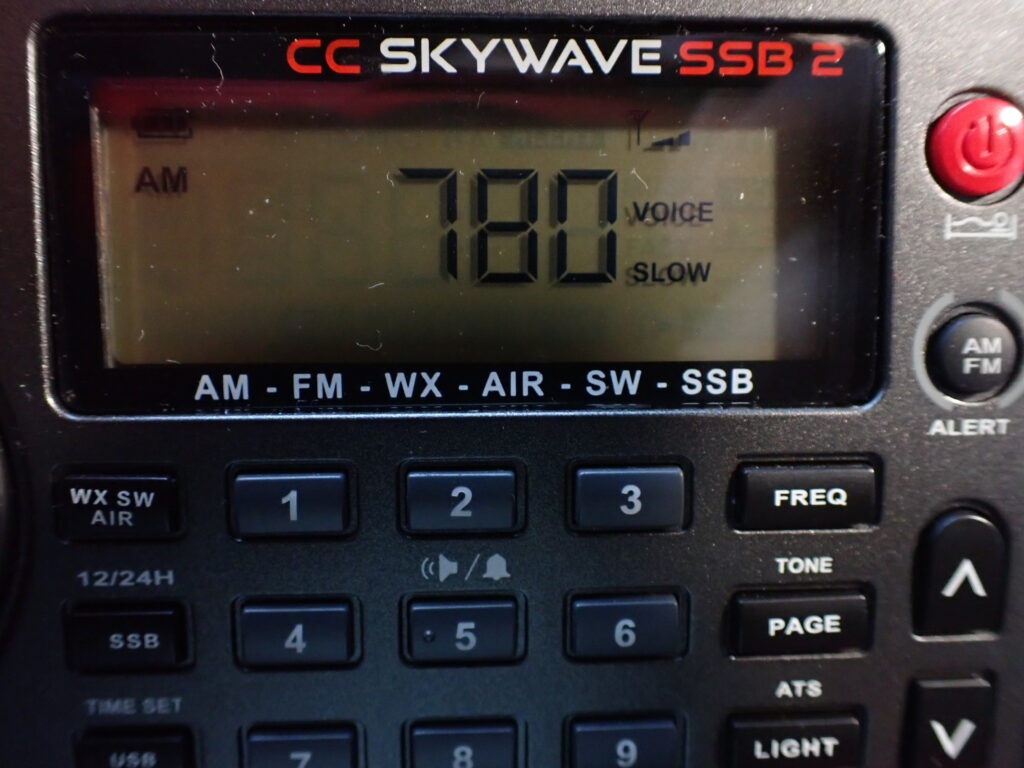 CC SKYWAVE SSB 2
AM
780
VOICE
SLOW
AM - FM - WX - AIR - SW - SSB
AM
FM
ALERT
WX SW
AIR
1
2
3
FREQ
12/24H
TONE
SSB
4
5
6
PAGE
TIME SET
ATS
USB
7
8
9
LIGHT